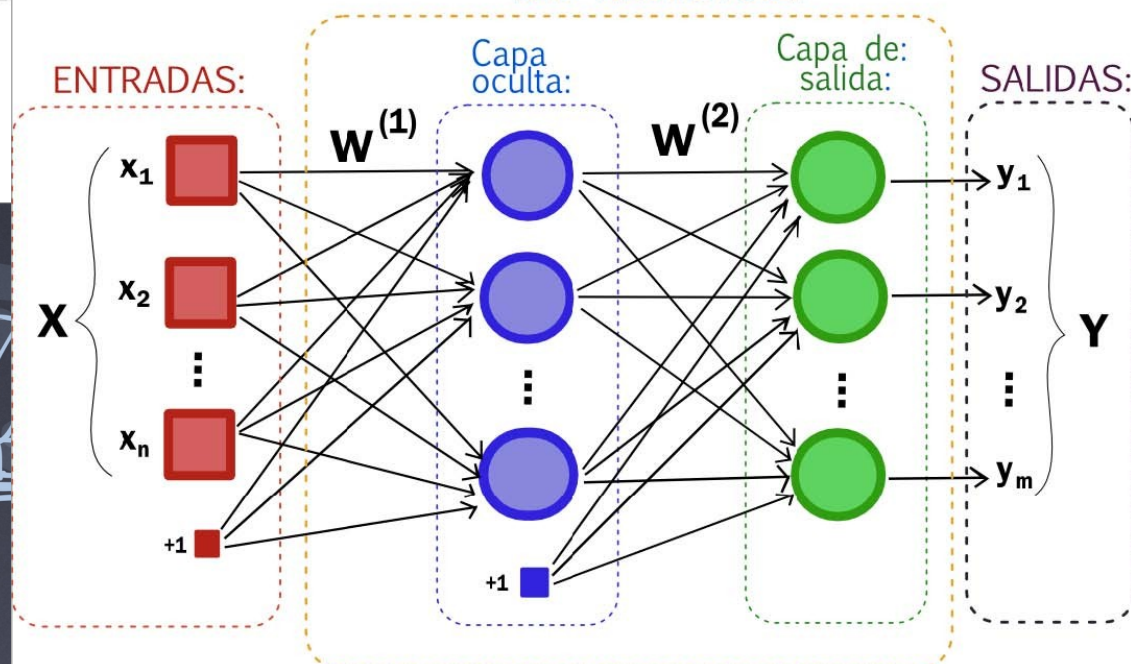 ENTRADAS:
Capa
oculta:
Capa de:
salida:
SALIDAS:
W(1)
W(2)
x1
y1
x2
y2
X
Y
xn
ym
+1
+1